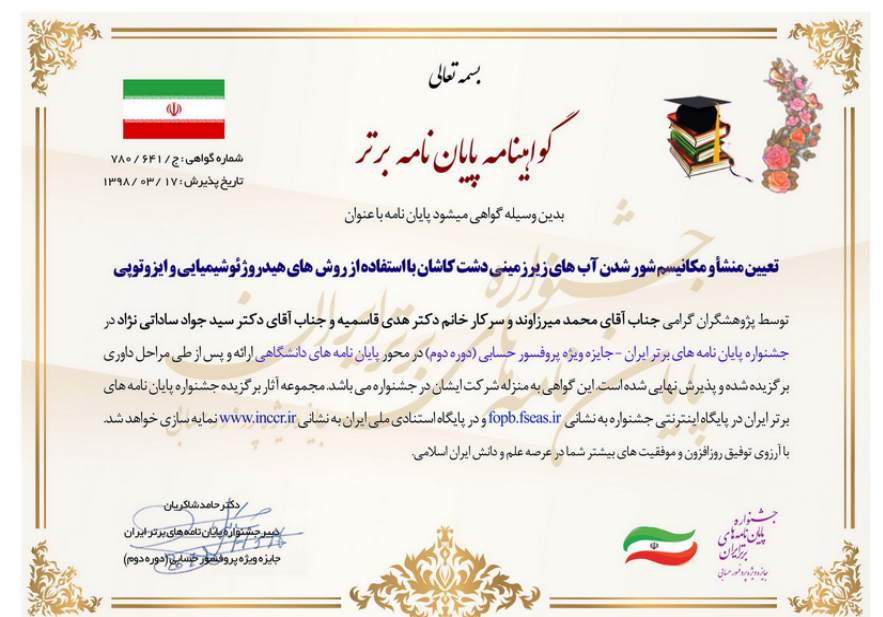 بسمه تعالی
گواهینامه پایان نامه برتر
شماره گواهی : ج / ۶۴۱ / ۷۸۰
تاریخ پذیرش : ۱۷ / ۰۳ / ۱۳۹۸
بدین وسیله گواهی میشود پایان نامه با عنوان
تعیین منشأ و مکانیسم شور شدن آب های زیرزمینی دشت کاشان با استفاده از روش های هیدروژئوشیمیایی و ایزوتوپی
توسط پژوهشگران گرامی جناب آقای محمد میرزاوند و سرکار خانم دکتر هدی قاسمیه و جناب آقای دکتر سید جواد ساداتی نژاد در
جشنواره پایان نامه های برتر ایران - جایزه ویژه پروفسور حسابی (دوره دوم) در محور پایان نامه های دانشگاهی ارائه و پس از طی مراحل داوری
برگزیده شده و پذیرش نهایی شده است. این گواهی به منزله شرکت ایشان در جشنواره می باشد. مجموعه آثار برگزیده جشنواره پایان نامه های
برتر ایران در پایگاه اینترنتی جشنواره به نشانی fopb.fseas.ir و در پایگاه استنادی ملی ایران به نشانی www.inccr.ir نمایه سازی خواهد شد.
با آرزوی توفیق روزافزون و موفقیت های بیشتر شما در عرصه علم و دانش ایران اسلامی.
دکتر حامد شاکریان
دبیر جشنواره پایان نامه های برتر ایران
جایزه ویژه پروفسور حسابی (دوره دوم)
جشنواره
پایان نامه های
برتر ایران
جایزه ویژه پروفسور حسابی